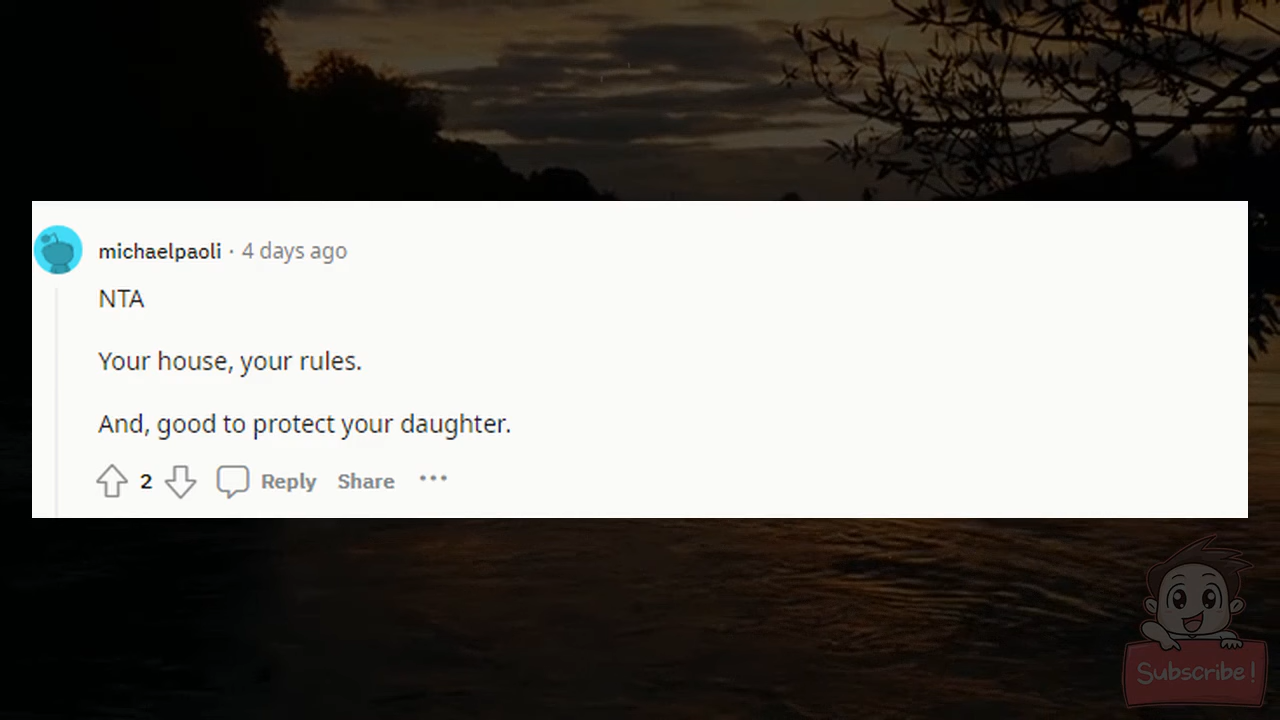 michaelpaoli · 4 days ago
NTA
Your house, your rules.
And, good to protect your daughter.
2 Reply Share ···
Subscribe!